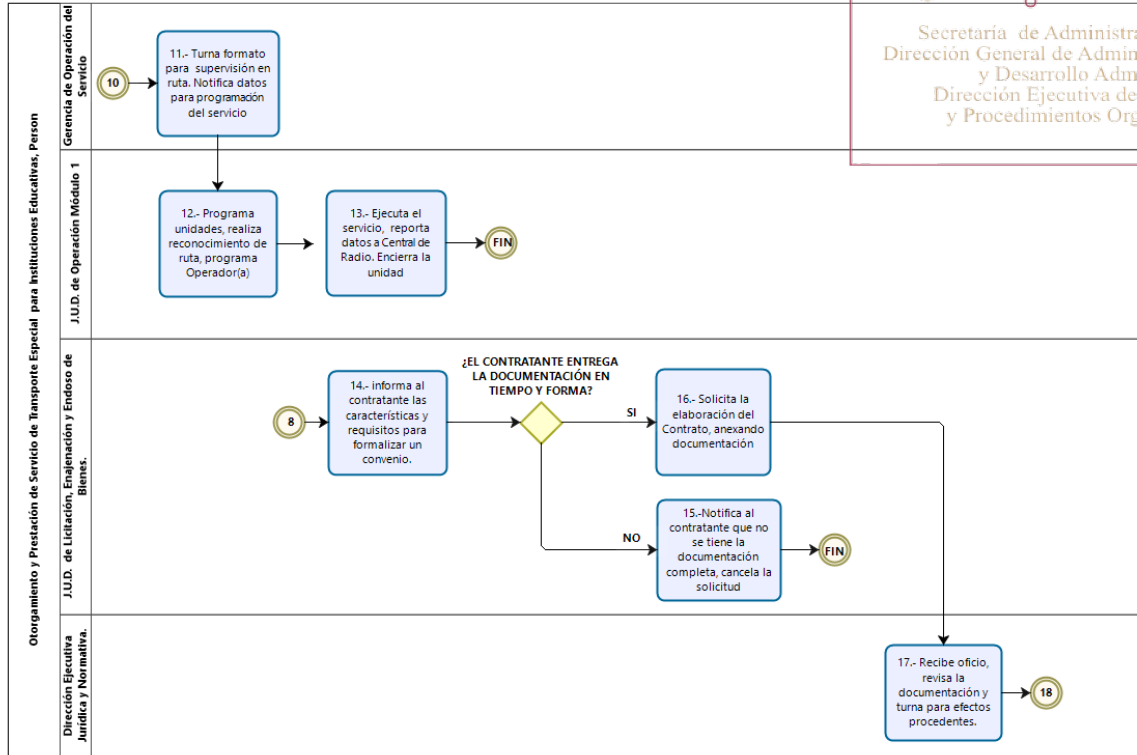 Secretaría de Administra
Dirección General de Admin
y Desarrollo Adm
Dirección Ejecutiva de
y Procedimientos Org
Otorgamiento y Prestación de Servicio de Transporte Especial para Instituciones Educativas, Person
Gerencia de Operación del
Servicio
10
11.- Turna formato
para supervisión en
ruta. Notifica datos
para programación
del servicio
J.U.D. de Operación Módulo 1
12.- Programa
unidades, realiza
reconocimiento de
ruta, programa
Operador(a)
13.- Ejecuta el
servicio, reporta
datos a Central de
Radio. Encierra la
unidad
FIN
J.U.D. de Licitación, Enajenación y Endoso de
Bienes.
8
14.- informa al
contratante las
características y
requisitos para
formalizar un
convenio.
¿EL CONTRATANTE ENTREGA
LA DOCUMENTACIÓN EN
TIEMPO Y FORMA?
SI
16.- Solicita la
elaboración del
Contrato, anexando
documentación
NO
15.-Notifica al
contratante que no
se tiene la
documentación
completa, cancela la
solicitud
FIN
Dirección Ejecutiva
Jurídica y Normativa.
17.- Recibe oficio,
revisa la
documentación y
turna para efectos
procedentes.
18